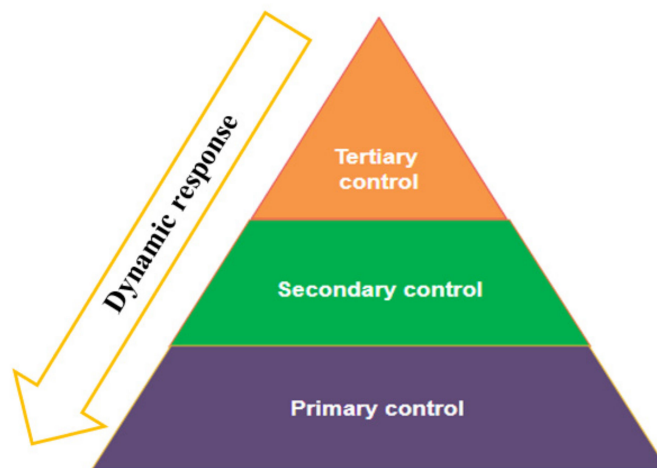 Dynamic response
Tertiary
control
Secondary control
Primary control